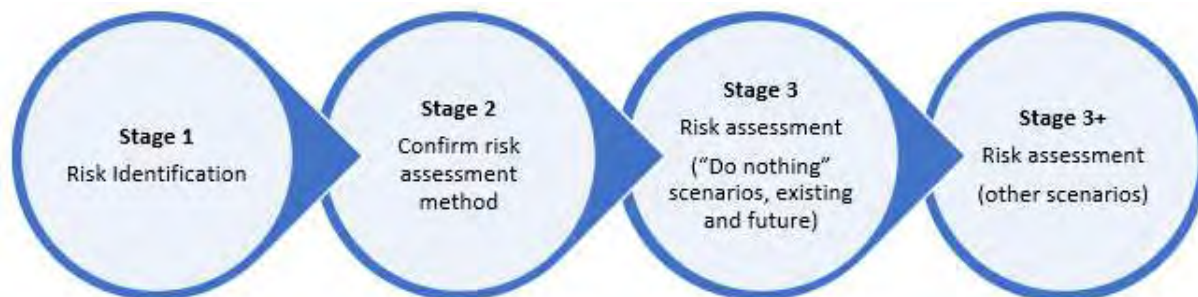 Stage 1
Risk Identification
Stage 2
Confirm risk
assessment
method
Stage 3
Risk assessment
(“Do nothing”
scenarios, existing
and future)
Stage 3+
Risk assessment
(other scenarios)